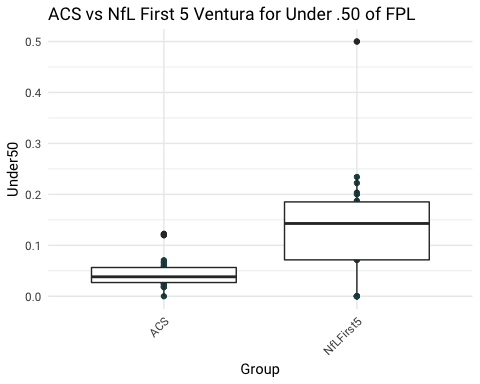 ACS vs NfL First 5 Ventura for Under .50 of FPL
0.5
0.4
0.3
0.2
0.1
0.0
Under50
ACS
NfLFirst5
Group